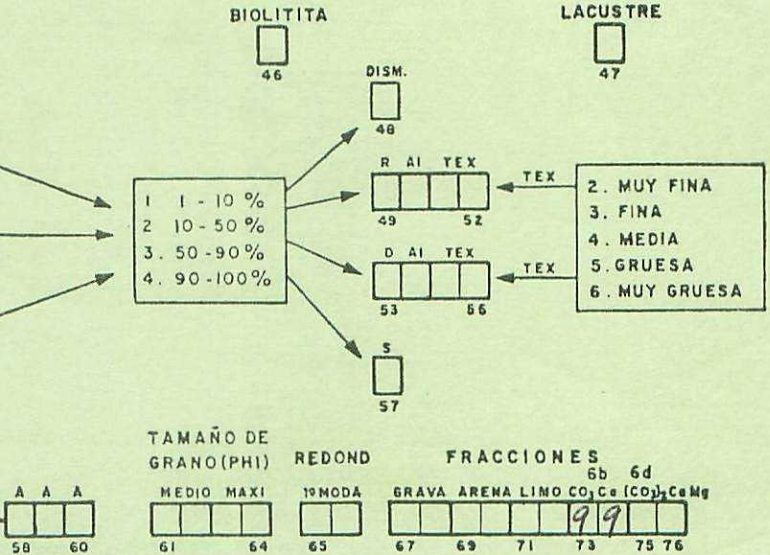 BIOLITITA LACUSTRE
46 47
DISM.
48
R AI TEX
49 52
TEX
1 1 - 10 %
2 10 - 50 %
3. 50 - 90 %
4. 90 - 100 %
2. MUY FINA
3. FINA
4. MEDIA
5. GRUESA
6. MUY GRUESA
D AI TEX
53 56
TEX
S
57
TAMAÑO DE
GRANO (PHI) REDOND FRACCIONES
6b 6d
A A A MEDIO MAXI 1ª MODA GRAVA ARENA LIMO CO3 Ca (CO3)2 Ca Mg
9 9
58 60 61 64 65 67 69 71 73 75 76